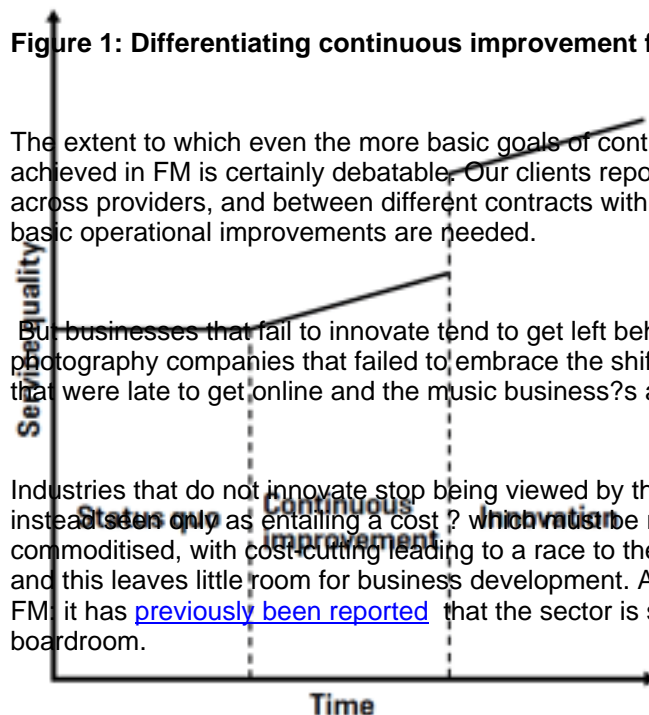 Figure 1: Differentiating continuous improvement f
The extent to which even the more basic goals of cont
achieved in FM is certainly debatable. Our clients repo
across providers, and between different contracts with
basic operational improvements are needed.
But businesses that fail to innovate tend to get left beh
photography companies that failed to embrace the shif
that were late to get online and the music business?s a
Industries that do not innovate stop being viewed by th
instead seen only as entailing a cost ? which must be
commoditised, with cost-cutting leading to a race to the
and this leaves little room for business development. A
FM: it has previously been reported that the sector is s
boardroom.
Service quality
Status quo
Continuous
improvement
Innovation
Time